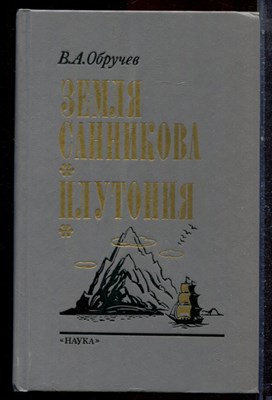 В.А.Обручев
ЗЕМЛЯ
САННИКОВА
*
ПЛУТОНИЯ
*
«НАУКА»